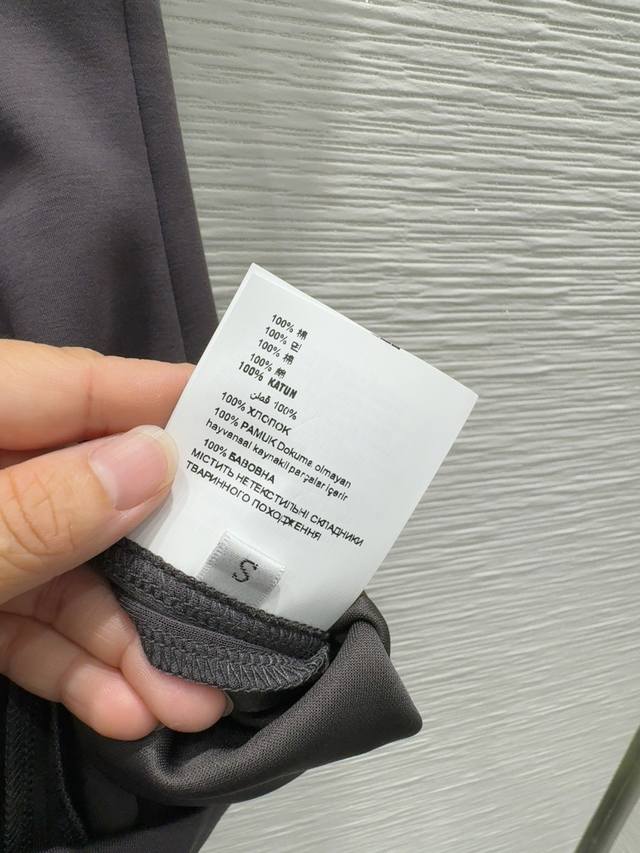 100% 棉
100% 면
100% 棉
100% 綿
100% KATUN
100% قطن
100% ХЛОПОК
100% PAMUK Dokuma olmayan
hayvansal kaynaklı parçalar içerir
100% БАВОВНА
МІСТИТЬ НЕТЕКСТИЛЬНІ СКЛАДНИКИ
ТВАРИННОГО ПОХОДЖЕННЯ
S